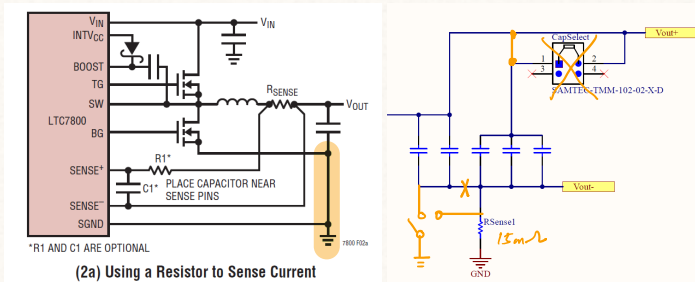 VIN
VIN
INTVCC
BOOST
TG
RSENSE
SW
VOUT
LTC7800
BG
SENSE+
R1*
C1*
PLACE CAPACITOR NEAR
SENSE PINS
SENSE−
SGND
*R1 AND C1 ARE OPTIONAL
7800 F02a
(2a) Using a Resistor to Sense Current
Vout+
CapSelect
1
2
3
4
SAMTEC-TMM-102-02-X-D
Vout-
RSense1
15mΩ
GND